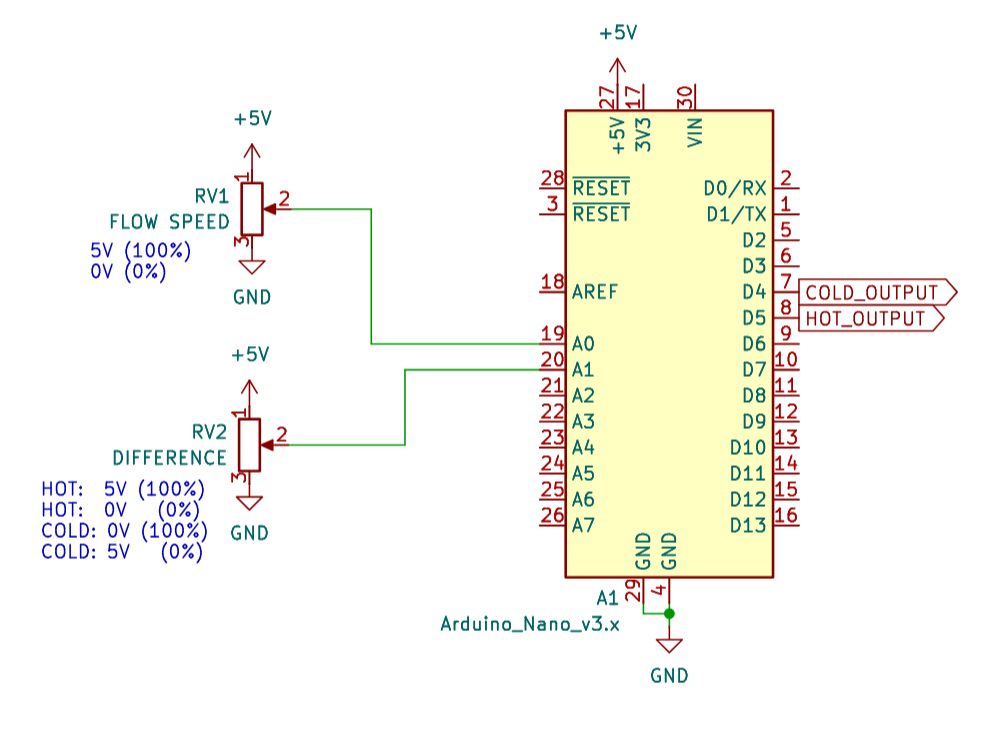 +5V
27
17
30
+5V
3V3
VIN
+5V
1
RV1
2
FLOW SPEED
3
5V (100%)
0V (0%)
GND
+5V
1
RV2
2
DIFFERENCE
3
HOT:  5V (100%)
HOT:  0V   (0%)
COLD: 0V (100%)
COLD: 5V   (0%)
GND
28
RESET
3
RESET
18
AREF
19
A0
20
A1
21
A2
22
A3
23
A4
24
A5
25
A6
26
A7
D0/RX
2
D1/TX
1
D2
5
D3
6
D4
7
COLD_OUTPUT
D5
8
HOT_OUTPUT
D6
9
D7
10
D8
11
D9
12
D10
13
D11
14
D12
15
D13
16
GND
GND
29
4
A1
Arduino_Nano_v3.x
GND